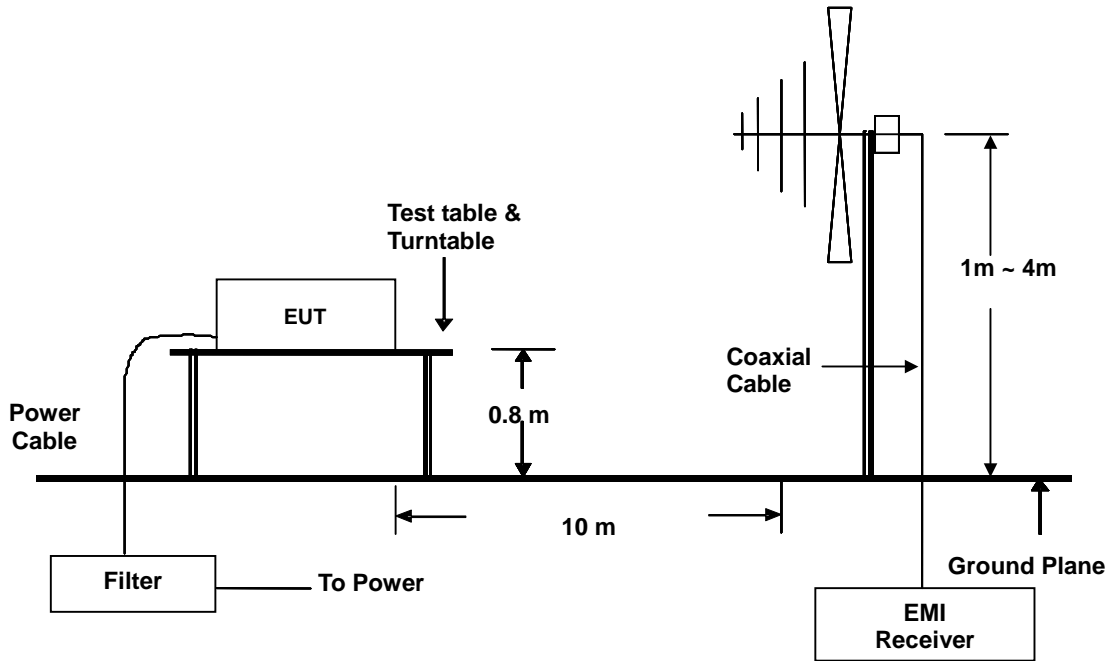 Test table &
Turntable
EUT
1m ~ 4m
Coaxial
Cable
0.8 m
Power
Cable
10 m
Filter
To Power
Ground Plane
EMI
Receiver